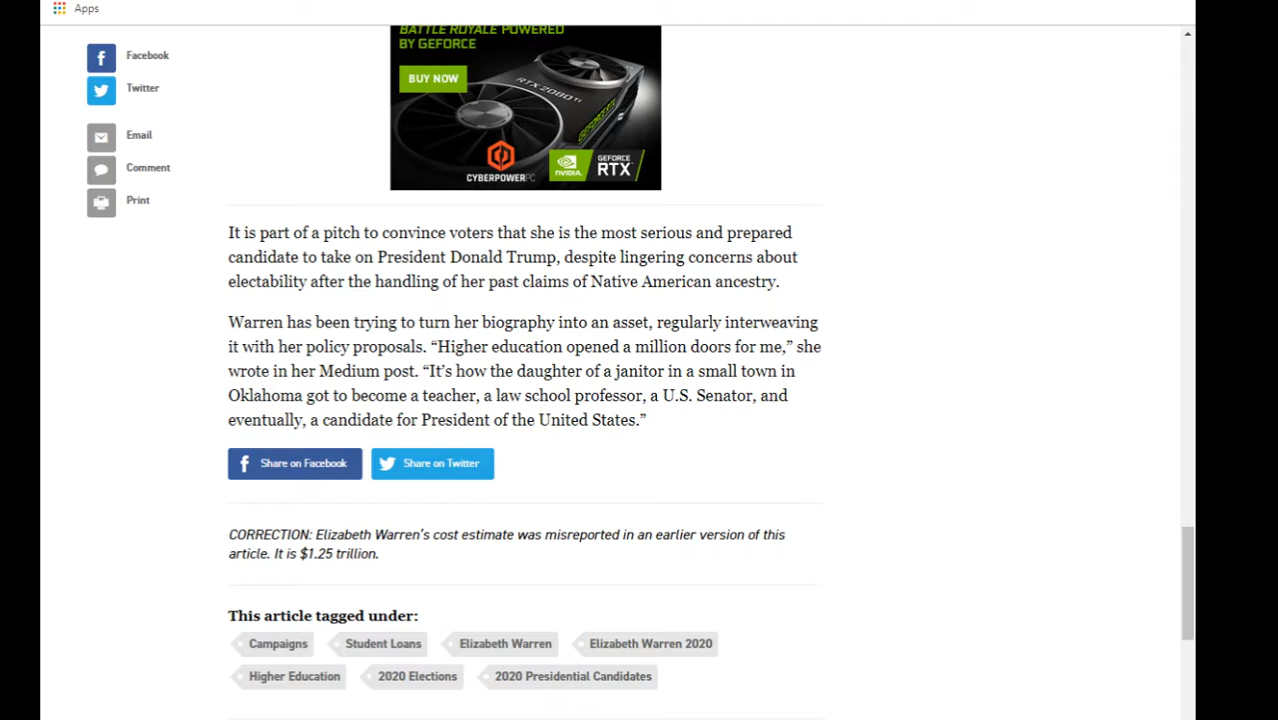 Apps
Facebook
Twitter
Email
Comment
Print
BATTLE ROYALE POWERED
BY GEFORCE
BUY NOW
RTX 2080 Ti
GEFORCE RTX
CYBERPOWERPC
NVIDIA.
GEFORCE
RTX
It is part of a pitch to convince voters that she is the most serious and prepared
candidate to take on President Donald Trump, despite lingering concerns about
electability after the handling of her past claims of Native American ancestry.
Warren has been trying to turn her biography into an asset, regularly interweaving
it with her policy proposals. “Higher education opened a million doors for me,” she
wrote in her Medium post. “It’s how the daughter of a janitor in a small town in
Oklahoma got to become a teacher, a law school professor, a U.S. Senator, and
eventually, a candidate for President of the United States.”
Share on Facebook
Share on Twitter
CORRECTION: Elizabeth Warren’s cost estimate was misreported in an earlier version of this
article. It is $1.25 trillion.
This article tagged under:
Campaigns
Student Loans
Elizabeth Warren
Elizabeth Warren 2020
Higher Education
2020 Elections
2020 Presidential Candidates